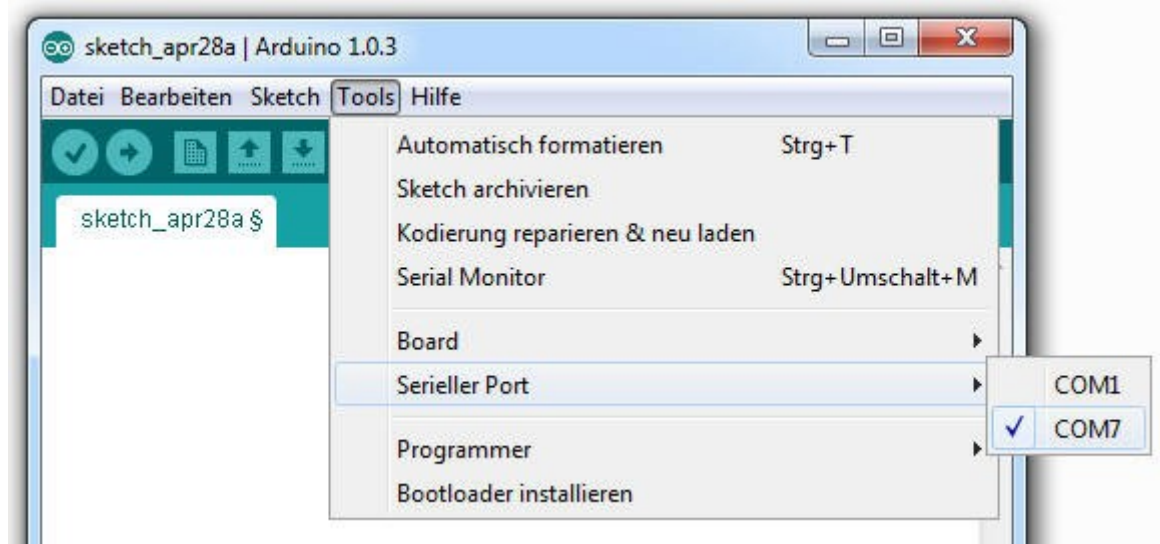 sketch_apr28a | Arduino 1.0.3
Datei Bearbeiten Sketch Tools Hilfe
sketch_apr28a §
Automatisch formatieren Strg+T
Sketch archivieren
Kodierung reparieren & neu laden
Serial Monitor Strg+Umschalt+M
Board
Serieller Port
COM1
COM7
Programmer
Bootloader installieren